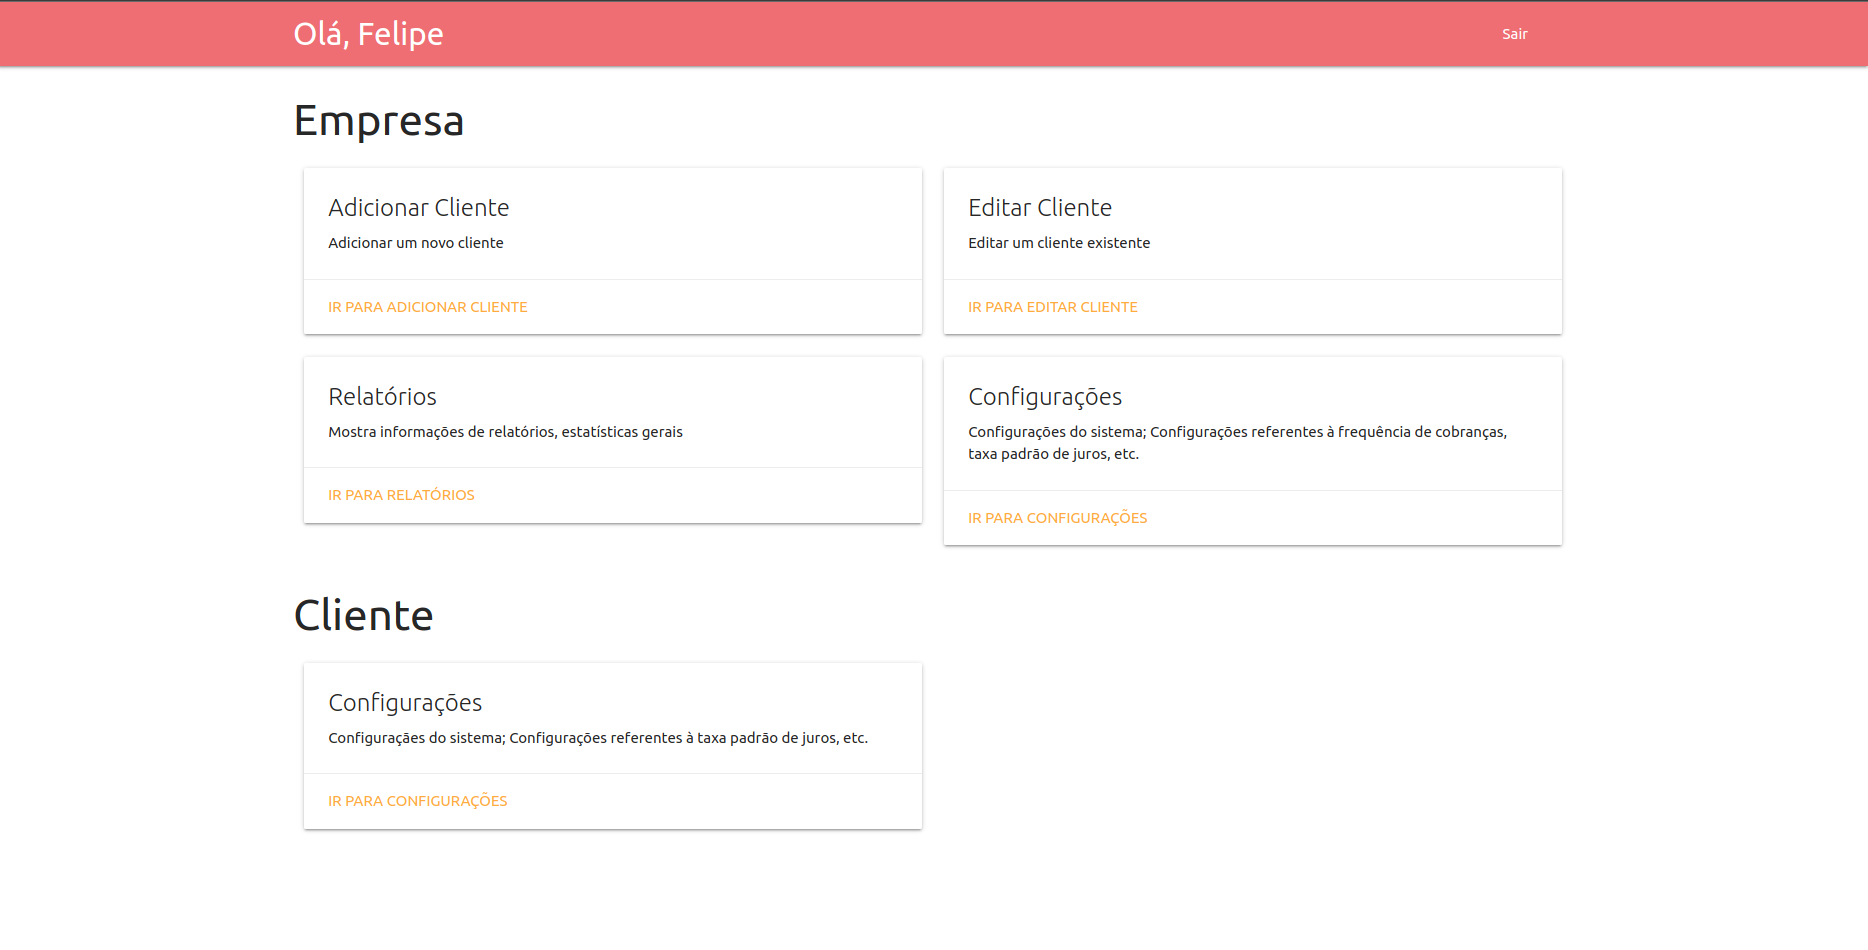 Olá, Felipe
Sair
Empresa
Adicionar Cliente
Adicionar um novo cliente
IR PARA ADICIONAR CLIENTE
Editar Cliente
Editar um cliente existente
IR PARA EDITAR CLIENTE
Relatórios
Mostra informações de relatórios, estatísticas gerais
IR PARA RELATÓRIOS
Configurações
Configurações do sistema; Configurações referentes à frequência de cobranças,
taxa padrão de juros, etc.
IR PARA CONFIGURAÇÕES
Cliente
Configurações
Configuraçães do sistema; Configurações referentes à taxa padrão de juros, etc.
IR PARA CONFIGURAÇÕES